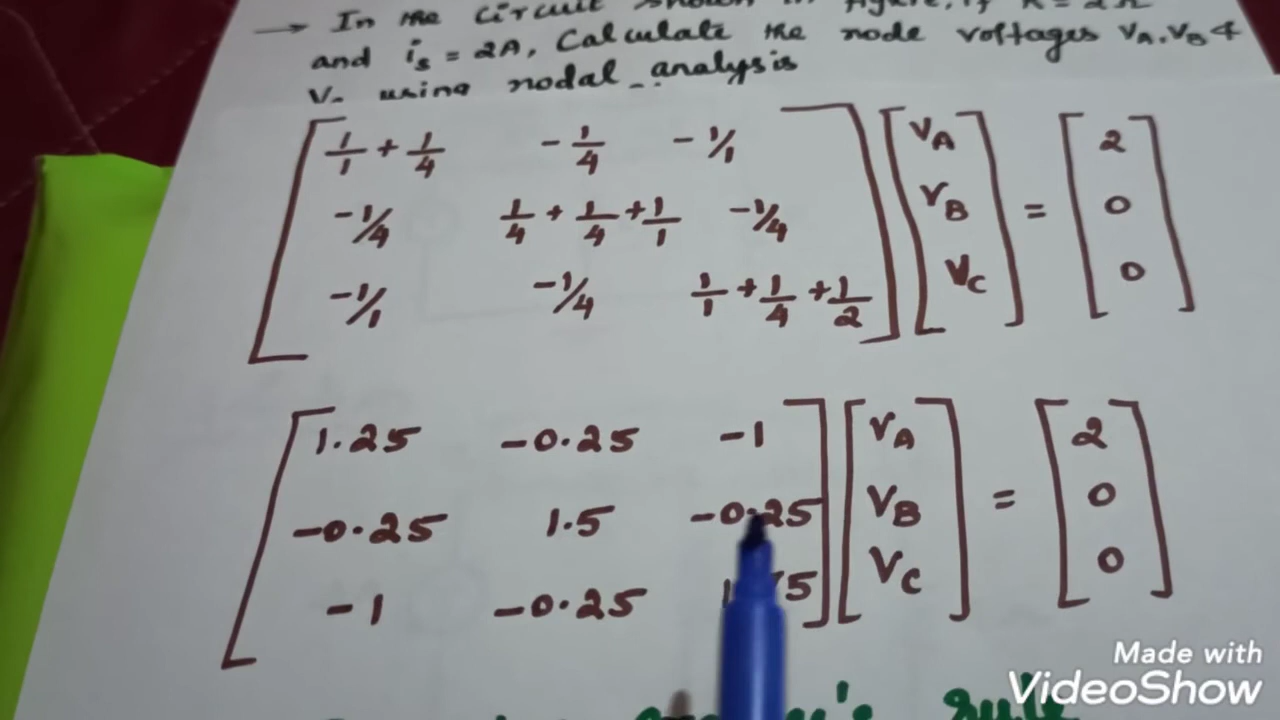 → In the circuit shown in figure, if R = 2Ω
and is = 2A, Calculate the node voltages VA, VB &
using nodal analysis
1/1 + 1/4 -1/4 -1/1 VA 2
-1/4 1/4 + 1/4 + 1/1 -1/4 VB = 0
-1/1 -1/4 1/1 + 1/4 + 1/2 VC 0
1.25 -0.25 -1 VA 2
-0.25 1.5 -0.25 VB = 0
-1 -0.25 VC 0
rule
Made with
VideoShow